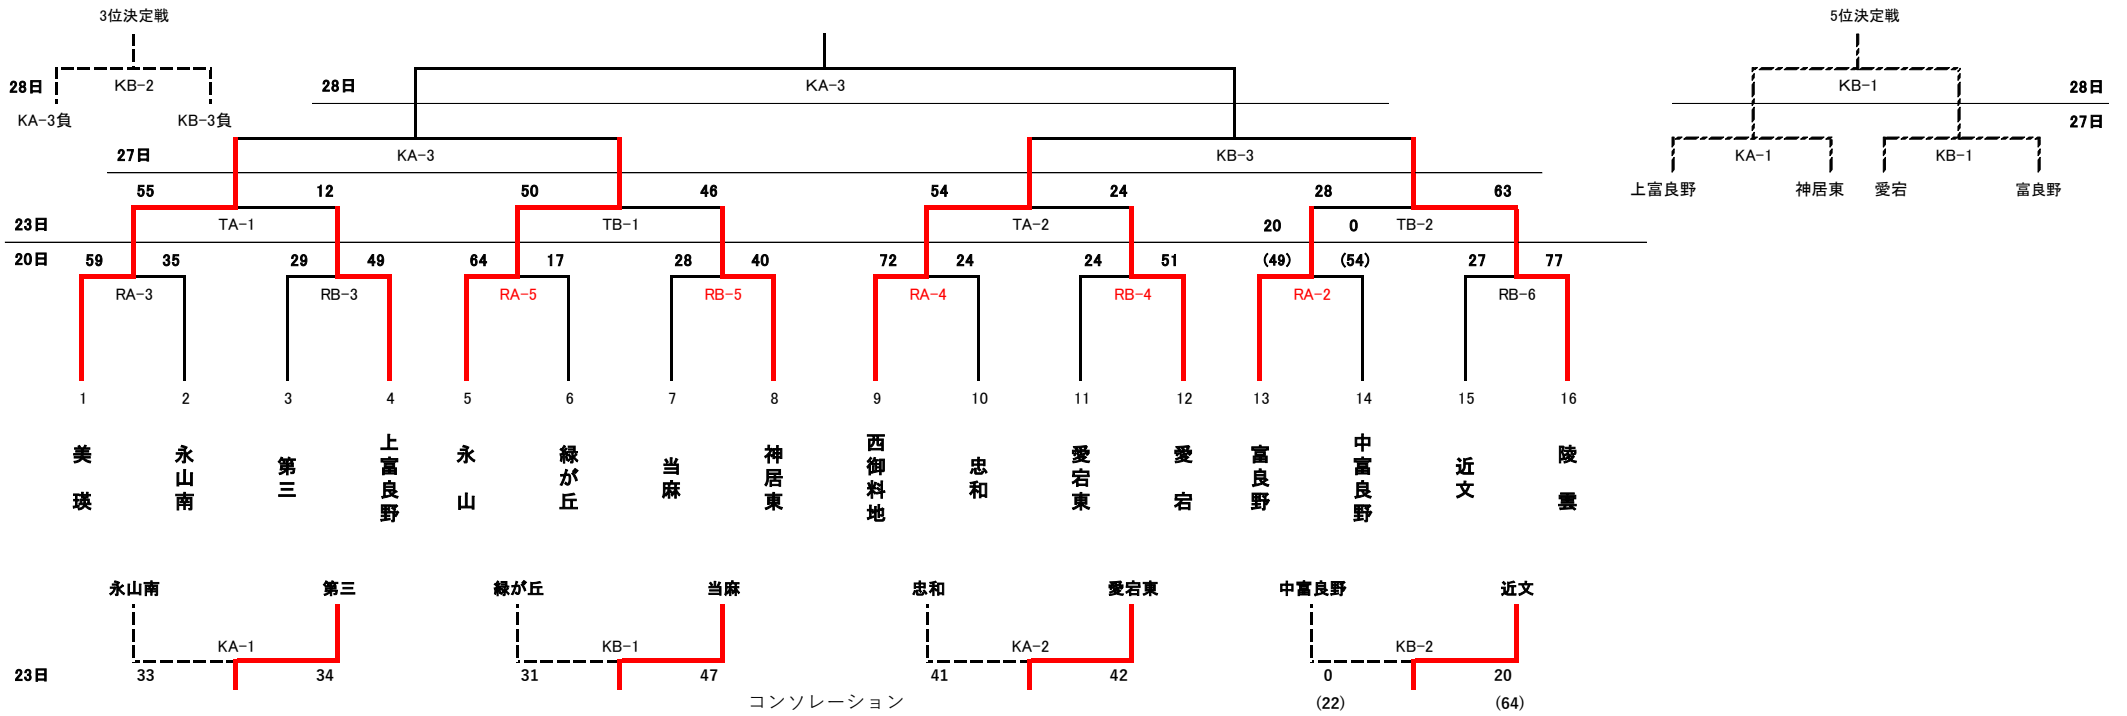 3位決定戦
5位決定戦
28日 KB-2 28日 KA-3 KB-1 28日
KA-3負 KB-3負 27日
27日 KA-3 KB-3 KA-1 KB-1
55 12 50 46 54 24 28 63 上富良野 神居東 愛宕 富良野
23日 TA-1 TB-1 TA-2 20 0 TB-2
20日 59 35 29 49 64 17 28 40 72 24 24 51 (49) (54) 27 77
RA-3 RB-3 RA-5 RB-5 RA-4 RB-4 RA-2 RB-6
1 2 3 4 5 6 7 8 9 10 11 12 13 14 15 16
美瑛 永山南 第三 上富良野 永山 緑が丘 当麻 神居東 西御料地 忠和 愛宕東 愛宕 富良野 中富良野 近文 陵雲
永山南 第三 緑が丘 当麻 忠和 愛宕東 中富良野 近文
KA-1 KB-1 KA-2 KB-2
23日 33 34 31 47 41 42 0 20
コンソレーション (22) (64)